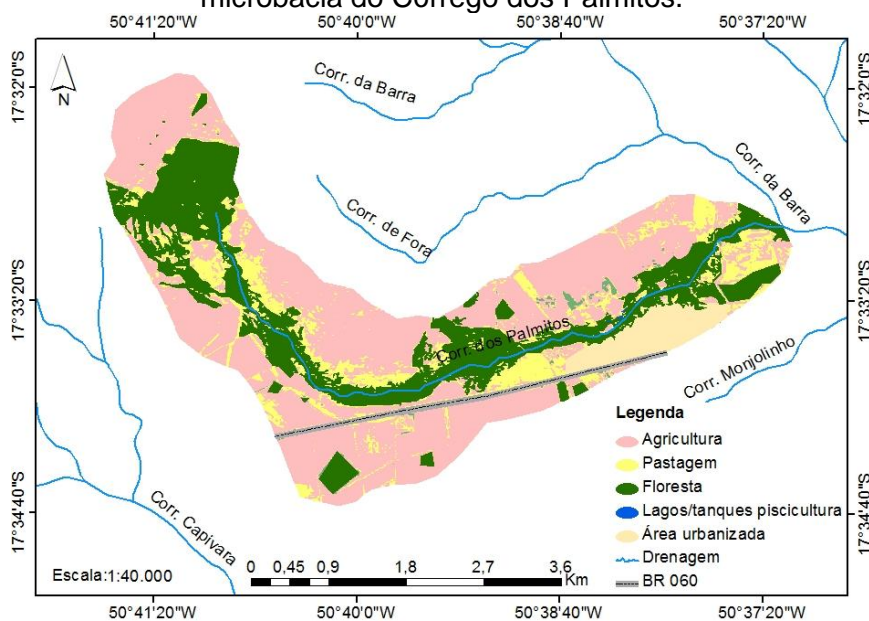 microbacia do Córrego dos Palmitos.
50°41'20"W 50°40'0"W 50°38'40"W 50°37'20"W
17°32'0"S
17°32'0"S
N
Corr. da Barra
Corr. da Barra
Corr. de Fora
17°33'20"S
17°33'20"S
Corr. dos Palmitos
Corr. Monjolinho
Legenda
Agricultura
Pastagem
Floresta
Lagos/tanques piscicultura
Área urbanizada
Drenagem
BR 060
17°34'40"S
17°34'40"S
Corr. Capivara
Escala:1:40.000
0 0,45 0,9 1,8 2,7 3,6
Km
50°41'20"W 50°40'0"W 50°38'40"W 50°37'20"W